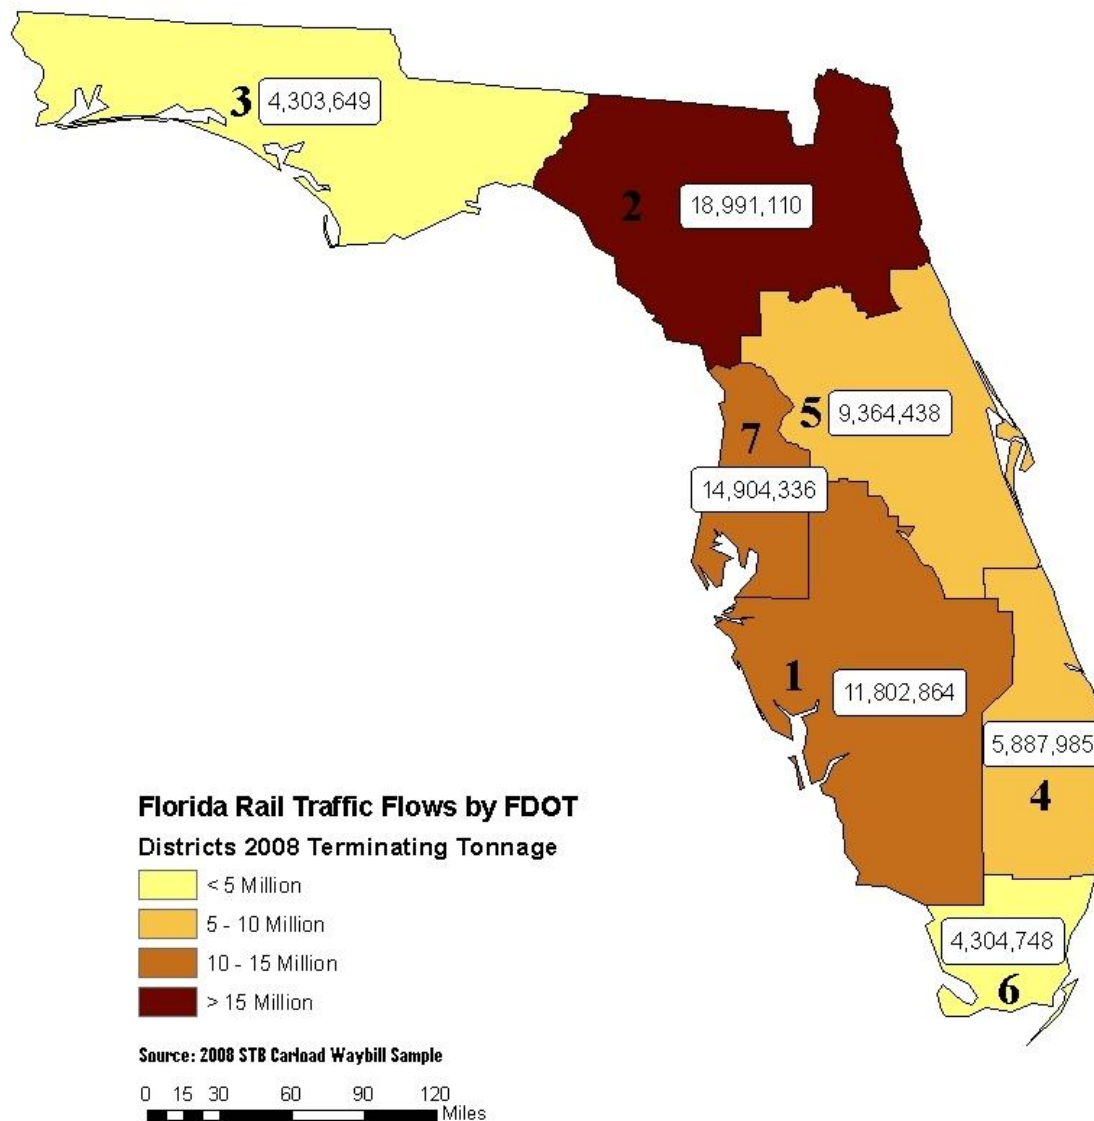 3 4,303,649
2 18,991,110
5 9,364,438
7
14,904,336
1 11,802,864
5,887,985
4
4,304,748
6
Florida Rail Traffic Flows by FDOT
Districts 2008 Terminating Tonnage
< 5 Million
5 - 10 Million
10 - 15 Million
> 15 Million
Source: 2008 STB Carload Waybill Sample
0 15 30 60 90 120
Miles